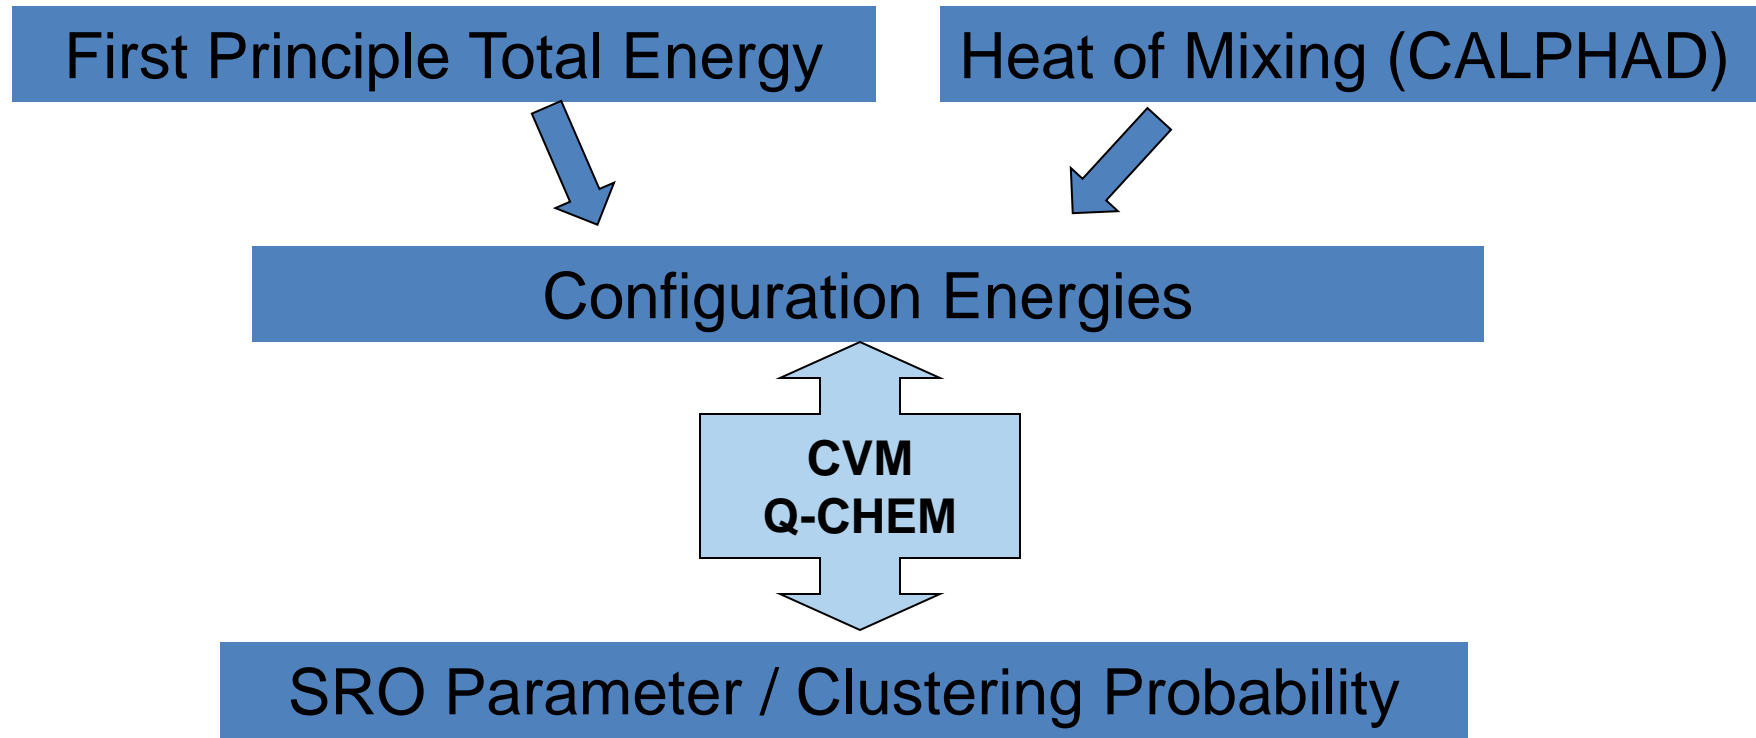 First Principle Total Energy
Heat of Mixing (CALPHAD)
Configuration Energies
CVM
Q-CHEM
SRO Parameter / Clustering Probability